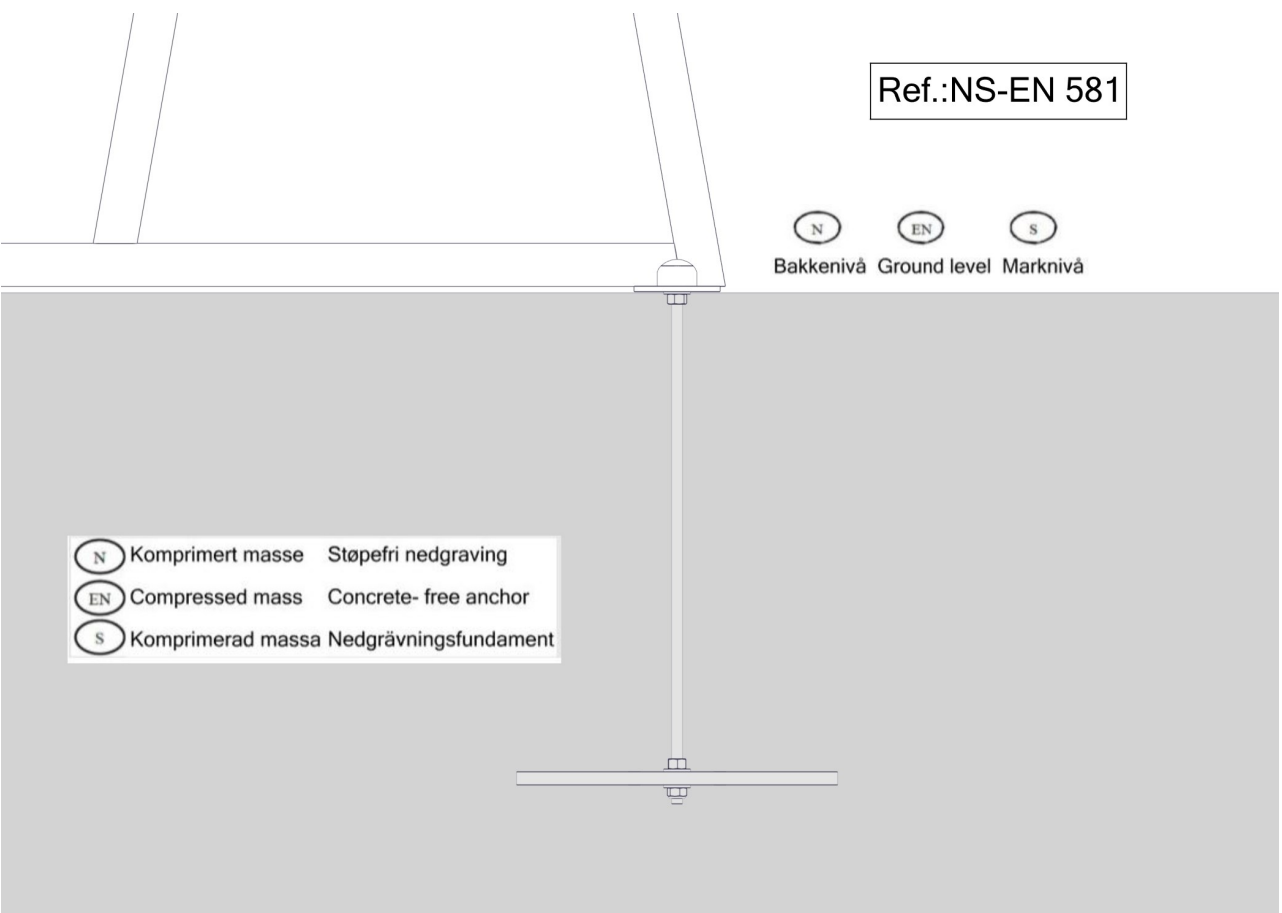 Ref.:NS-EN 581
N EN S
Bakkenivå Ground level Marknivå
N Komprimert masse Støpefri nedgraving
EN Compressed mass Concrete- free anchor
S Komprimerad massa Nedgrävningsfundament